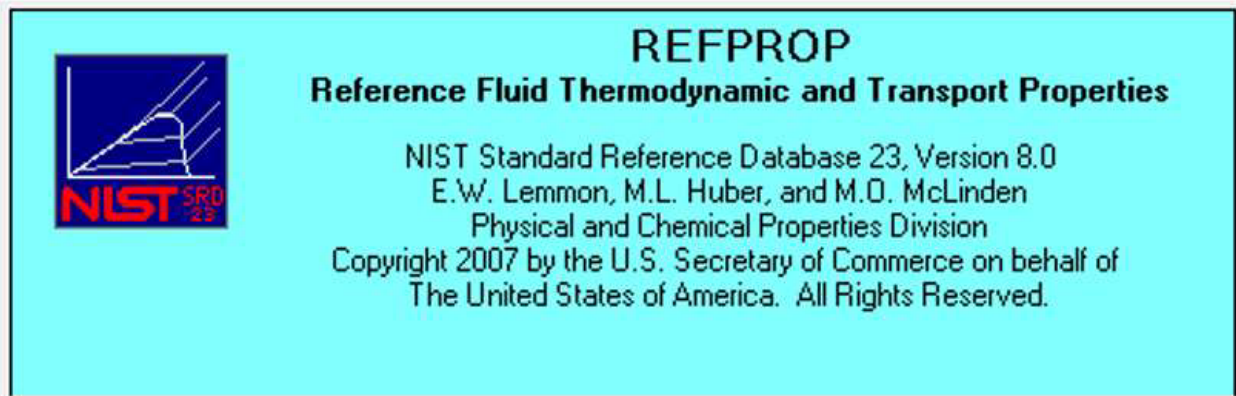 REFPROP
Reference Fluid Thermodynamic and Transport Properties
NIST Standard Reference Database 23, Version 8.0
E.W. Lemmon, M.L. Huber, and M.O. McLinden
Physical and Chemical Properties Division
Copyright 2007 by the U.S. Secretary of Commerce on behalf of
The United States of America. All Rights Reserved.
NIST SRD
23